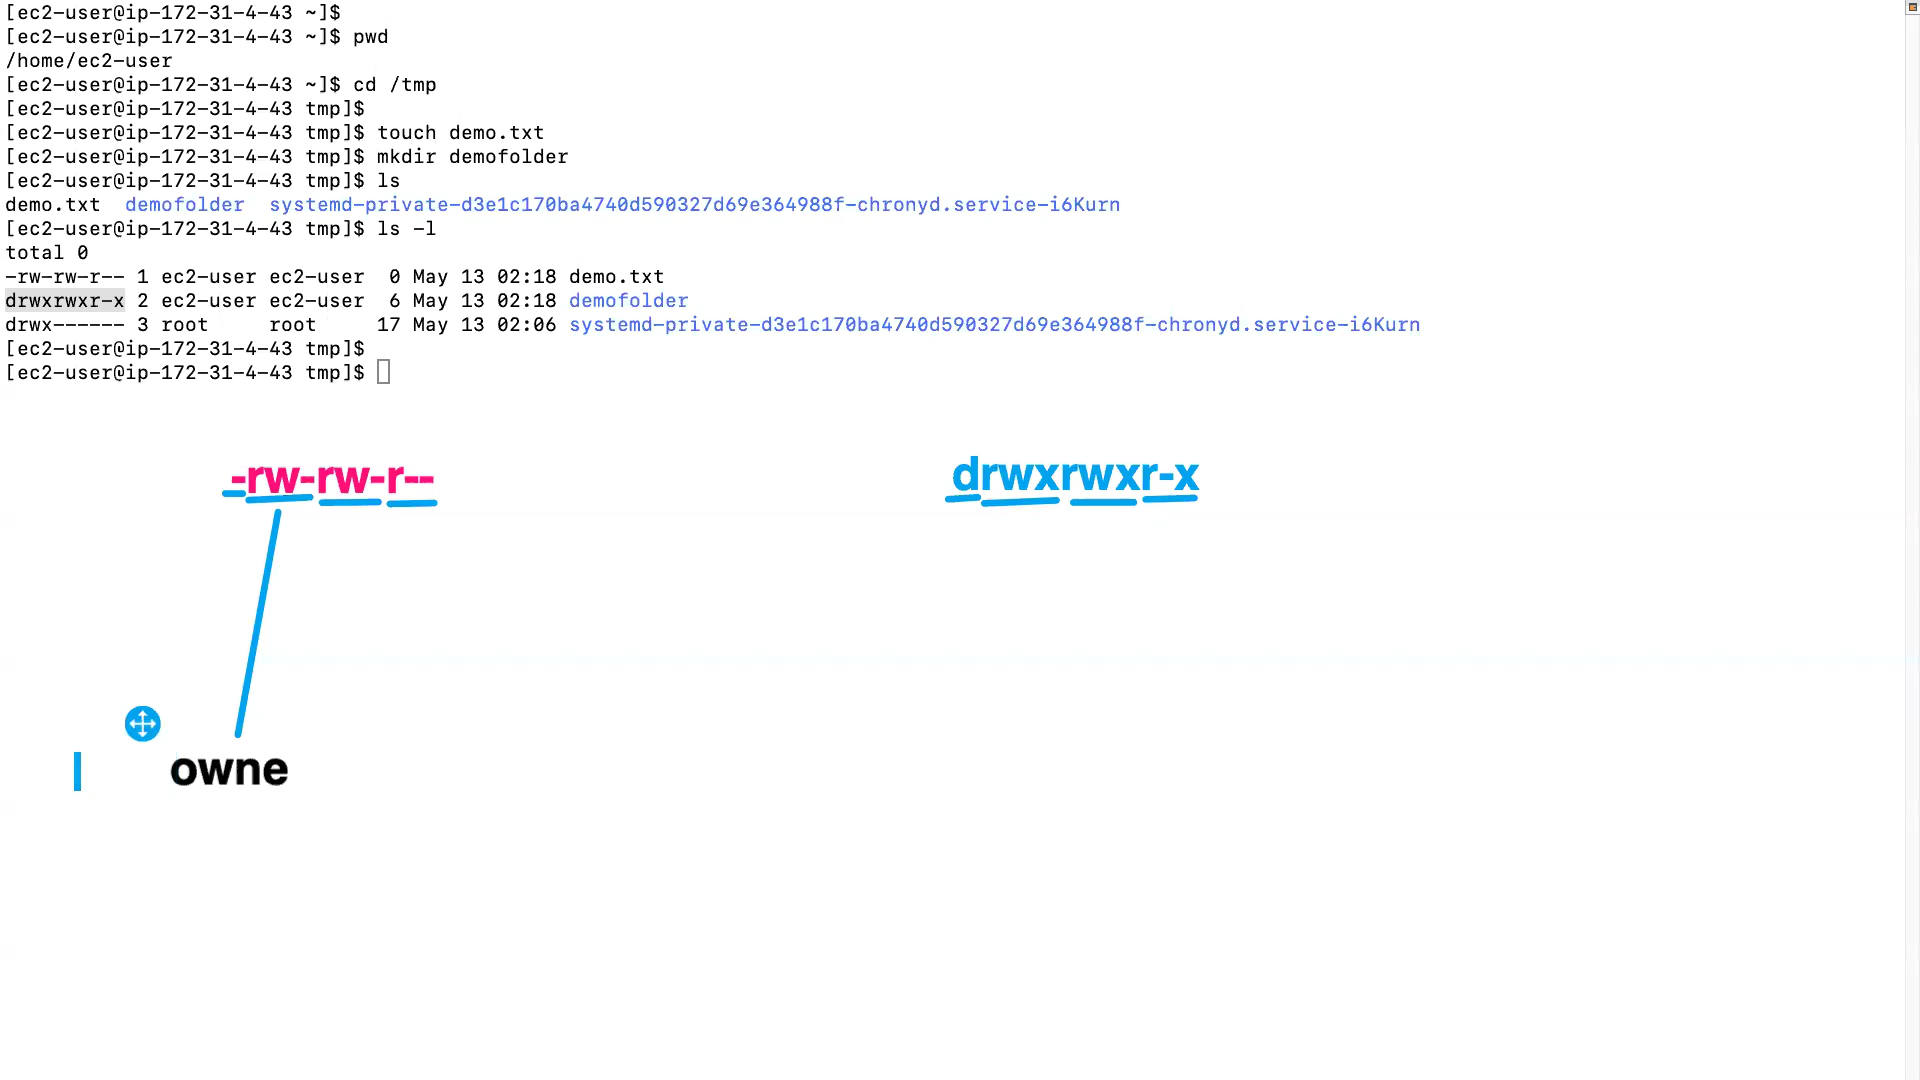 [ec2-user@ip-172-31-4-43 ~]$
[ec2-user@ip-172-31-4-43 ~]$ pwd
/home/ec2-user
[ec2-user@ip-172-31-4-43 ~]$ cd /tmp
[ec2-user@ip-172-31-4-43 tmp]$
[ec2-user@ip-172-31-4-43 tmp]$ touch demo.txt
[ec2-user@ip-172-31-4-43 tmp]$ mkdir demofolder
[ec2-user@ip-172-31-4-43 tmp]$ ls
demo.txt  demofolder  systemd-private-d3e1c170ba4740d590327d69e364988f-chronyd.service-i6Kurn
[ec2-user@ip-172-31-4-43 tmp]$ ls -l
total 0
-rw-rw-r-- 1 ec2-user ec2-user  0 May 13 02:18 demo.txt
drwxrwxr-x 2 ec2-user ec2-user  6 May 13 02:18 demofolder
drwx------ 3 root     root     17 May 13 02:06 systemd-private-d3e1c170ba4740d590327d69e364988f-chronyd.service-i6Kurn
[ec2-user@ip-172-31-4-43 tmp]$
[ec2-user@ip-172-31-4-43 tmp]$
-rw-rw-r-- drwxrwxr-x
owne